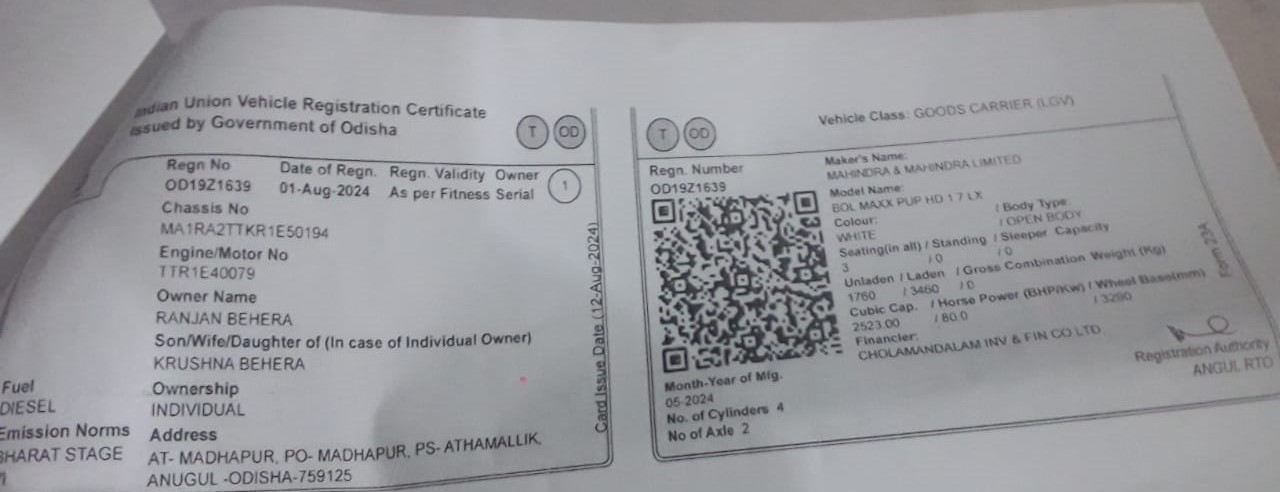 Indian Union Vehicle Registration Certificate
Issued by Government of Odisha
T OD
Regn No Date of Regn. Regn. Validity Owner
OD19Z1639 01-Aug-2024 As per Fitness Serial 1
Chassis No
MA1RA2TTKR1E50194
Engine/Motor No
TTR1E40079
Owner Name
RANJAN BEHERA
Son/Wife/Daughter of (In case of Individual Owner)
KRUSHNA BEHERA
Fuel Ownership
DIESEL INDIVIDUAL
Emission Norms Address
BHARAT STAGE AT- MADHAPUR, PO- MADHAPUR, PS- ATHAMALLIK,
VI ANUGUL -ODISHA-759125
Card Issue Date (12-Aug-2024)
T OD
Vehicle Class: GOODS CARRIER (LGV)
Regn. Number
OD19Z1639
Maker's Name:
MAHINDRA & MAHINDRA LIMITED
Model Name:
BOL MAXX PUP HD 1 7 LX
Colour: / Body Type
WHITE / OPEN BODY
Seating(in all) / Standing / Sleeper Capacity
3 / 0 / 0
Unladen / Laden / Gross Combination Weight (Kg)
1760 / 3460 / 0
Cubic Cap. / Horse Power (BHP/Kw) / Wheel Base(mm)
2523.00 / 80.0 / 3260
Financier:
CHOLAMANDALAM INV & FIN CO LTD
Month-Year of Mfg.
05-2024
No. of Cylinders 4
No of Axle 2
Form 23A
Registration Authority
ANGUL RTO